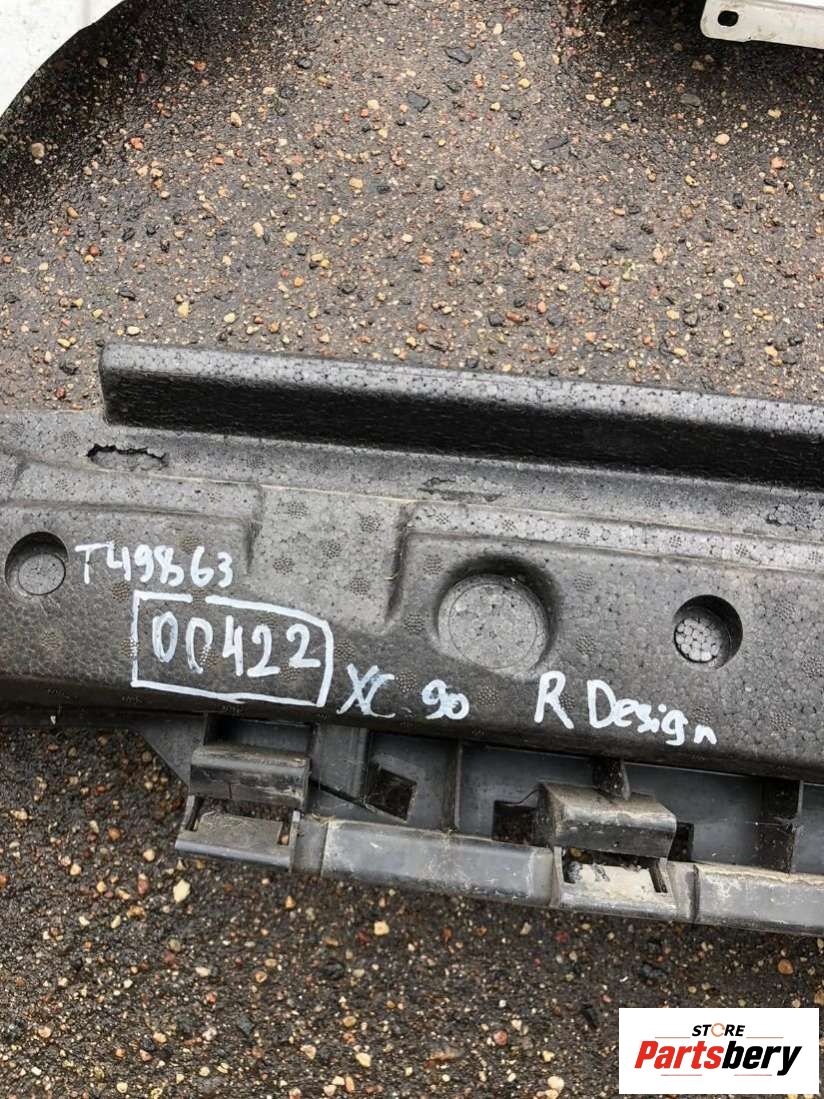 T49863
00422
XC 90 R Design
STORE
Partsbery